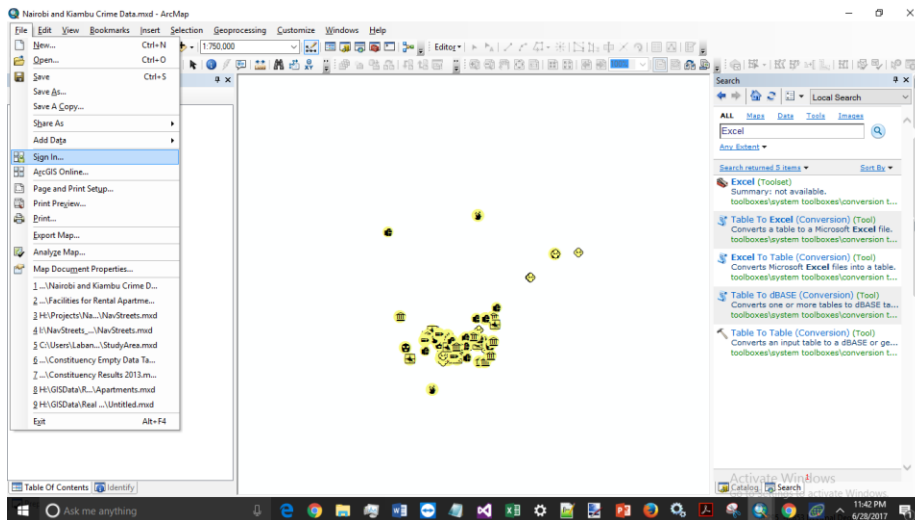 Nairobi and Kiambu Crime Data.mxd - ArcMap
File Edit View Bookmarks Insert Selection Geoprocessing Customize Windows Help
1:750,000
Editor
New... Ctrl+N
Open... Ctrl+O
Save Ctrl+S
Save As...
Save A Copy...
Share As
Add Data
Sign In...
ArcGIS Online...
Page and Print Setup...
Print Preview...
Print...
Export Map...
Analyze Map...
Map Document Properties...
1 ...\Nairobi and Kiambu Crime D...
2 ...\Facilities for Rental Apartme...
3 H:\Projects\Na...\NavStreets.mxd
4 I:\NavStreets_...\NavStreets.mxd
5 C:\Users\Laban...\StudyArea.mxd
6 ...\Constituency Empty Data Ta...
7 ...\Constituency Results 2013.m...
8 H:\GISData\R...\Apartments.mxd
9 H:\GISData\Real ...\Untitled.mxd
Exit Alt+F4
Table Of Contents Identify
Search
Local Search
ALL Maps Data Tools Images
Excel
Any Extent
Search returned 5 items Sort By
Excel (Toolset)
Summary: not available.
toolboxes\system toolboxes\conversion t...
Table To Excel (Conversion) (Tool)
Converts a table to a Microsoft Excel file.
toolboxes\system toolboxes\conversion t...
Excel To Table (Conversion) (Tool)
Converts Microsoft Excel files into a table.
toolboxes\system toolboxes\conversion t...
Table To dBASE (Conversion) (Tool)
Converts one or more tables to dBASE ta...
toolboxes\system toolboxes\conversion t...
Table To Table (Conversion) (Tool)
Converts an input table to a dBASE or ge...
toolboxes\system toolboxes\conversion t...
Activate Windows
Catalog Search
Go to Settings to activate Windows.
Ask me anything
11:42 PM
6/28/2017